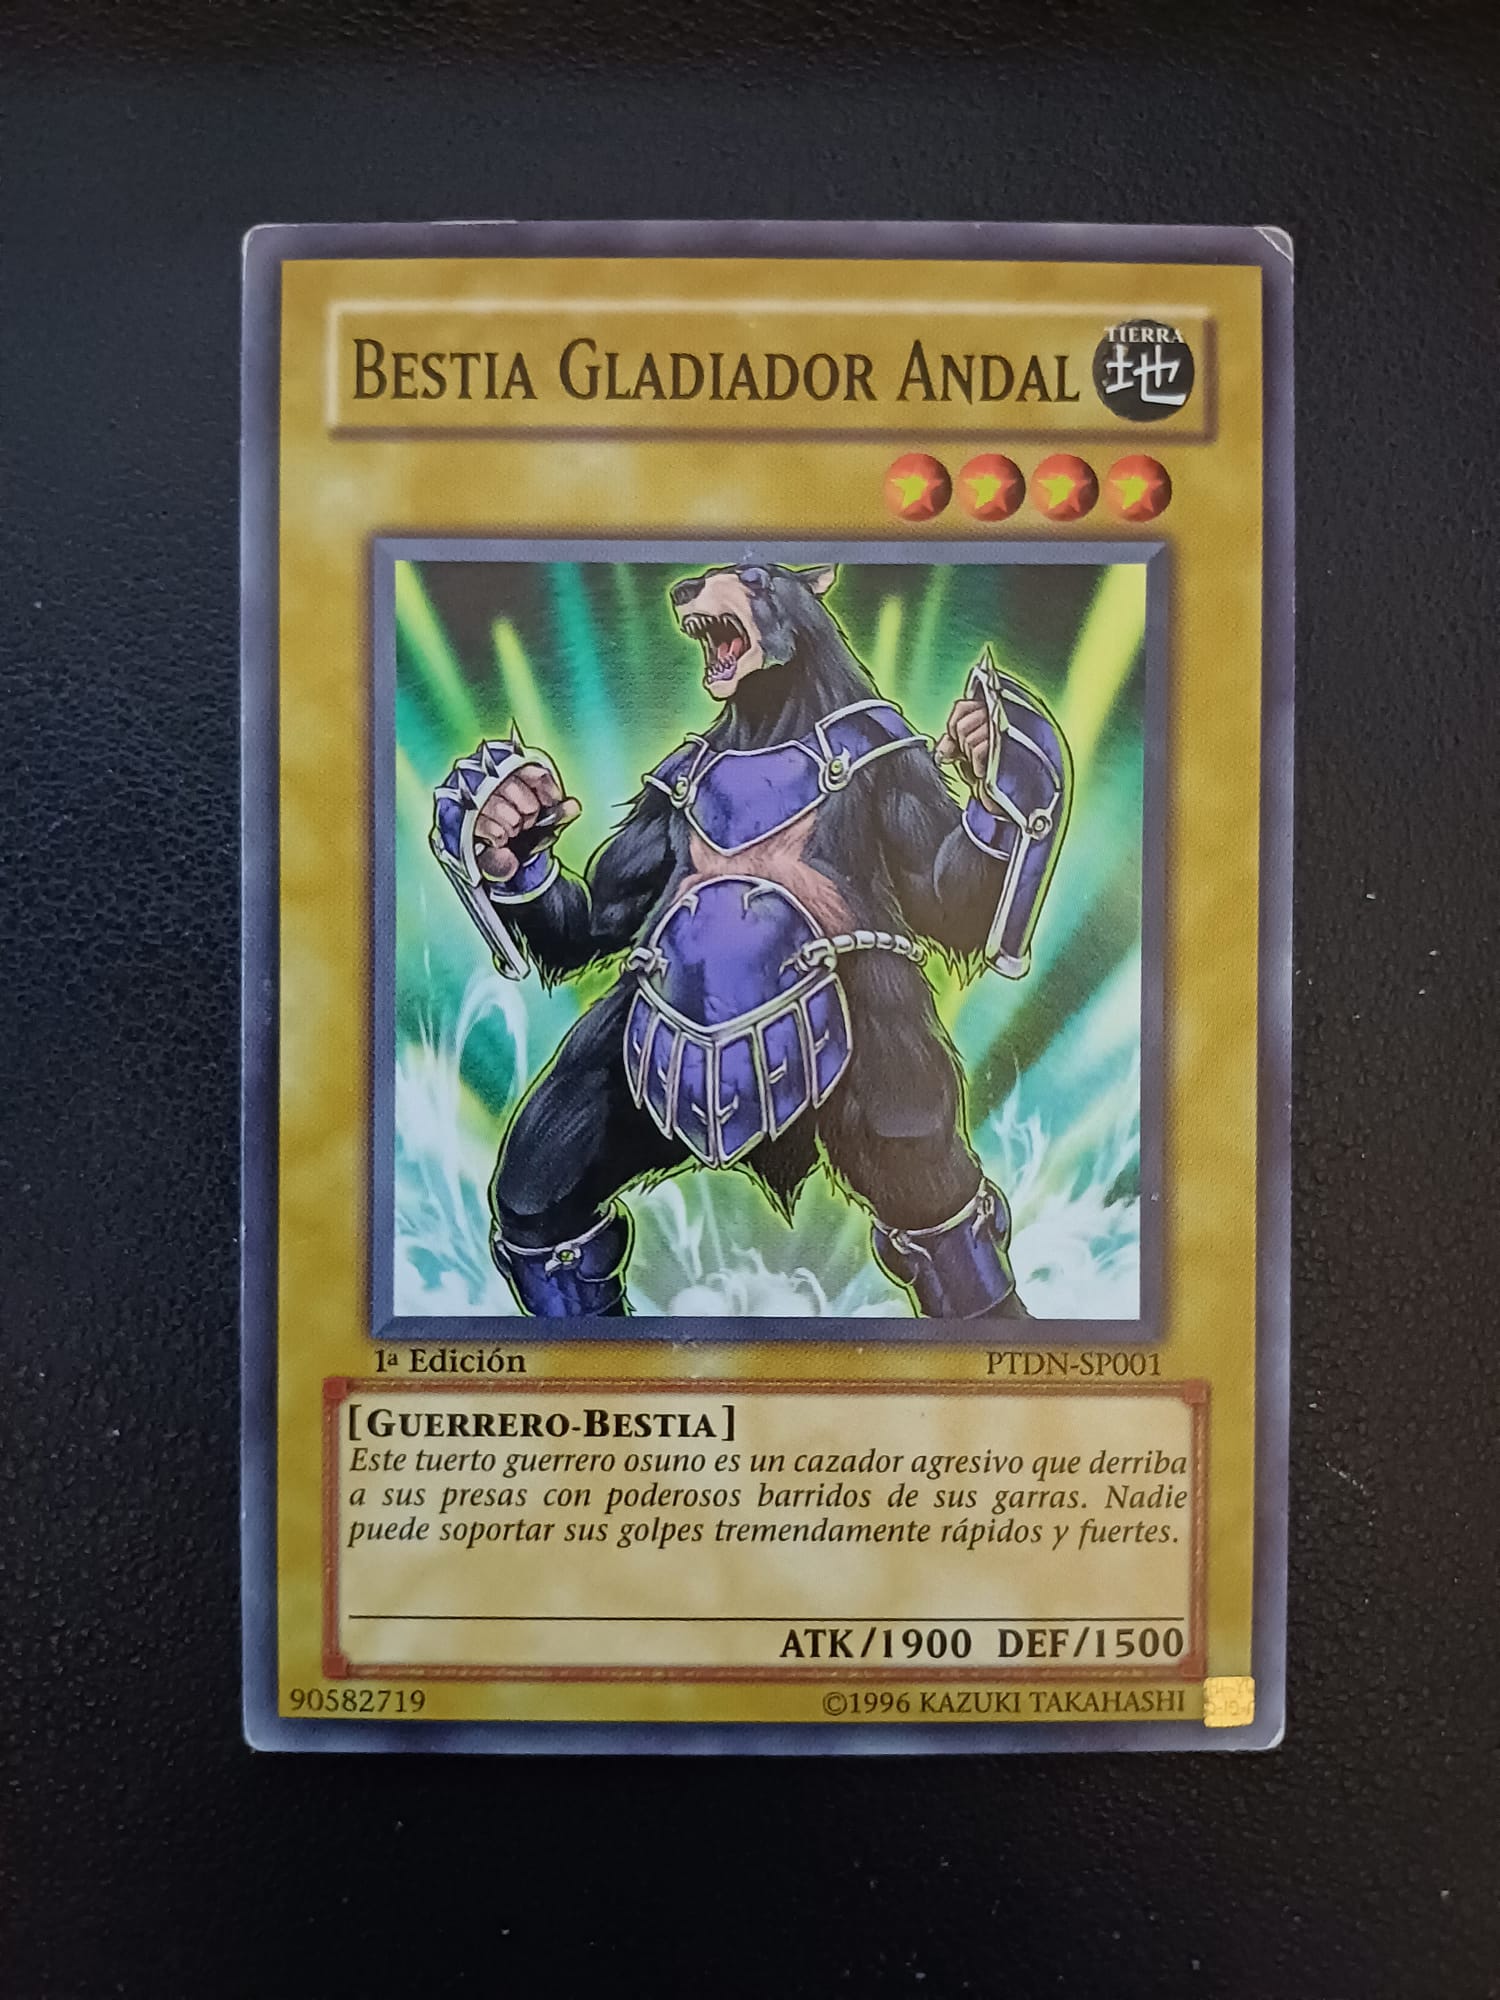 BESTIA GLADIADOR ANDAL
TIERRA
地
1ª Edición
PTDN-SP001
[GUERRERO-BESTIA]
Este tuerto guerrero osuno es un cazador agresivo que derriba
a sus presas con poderosos barridos de sus garras. Nadie
puede soportar sus golpes tremendamente rápidos y fuertes.
ATK/1900 DEF/1500
90582719
©1996 KAZUKI TAKAHASHI